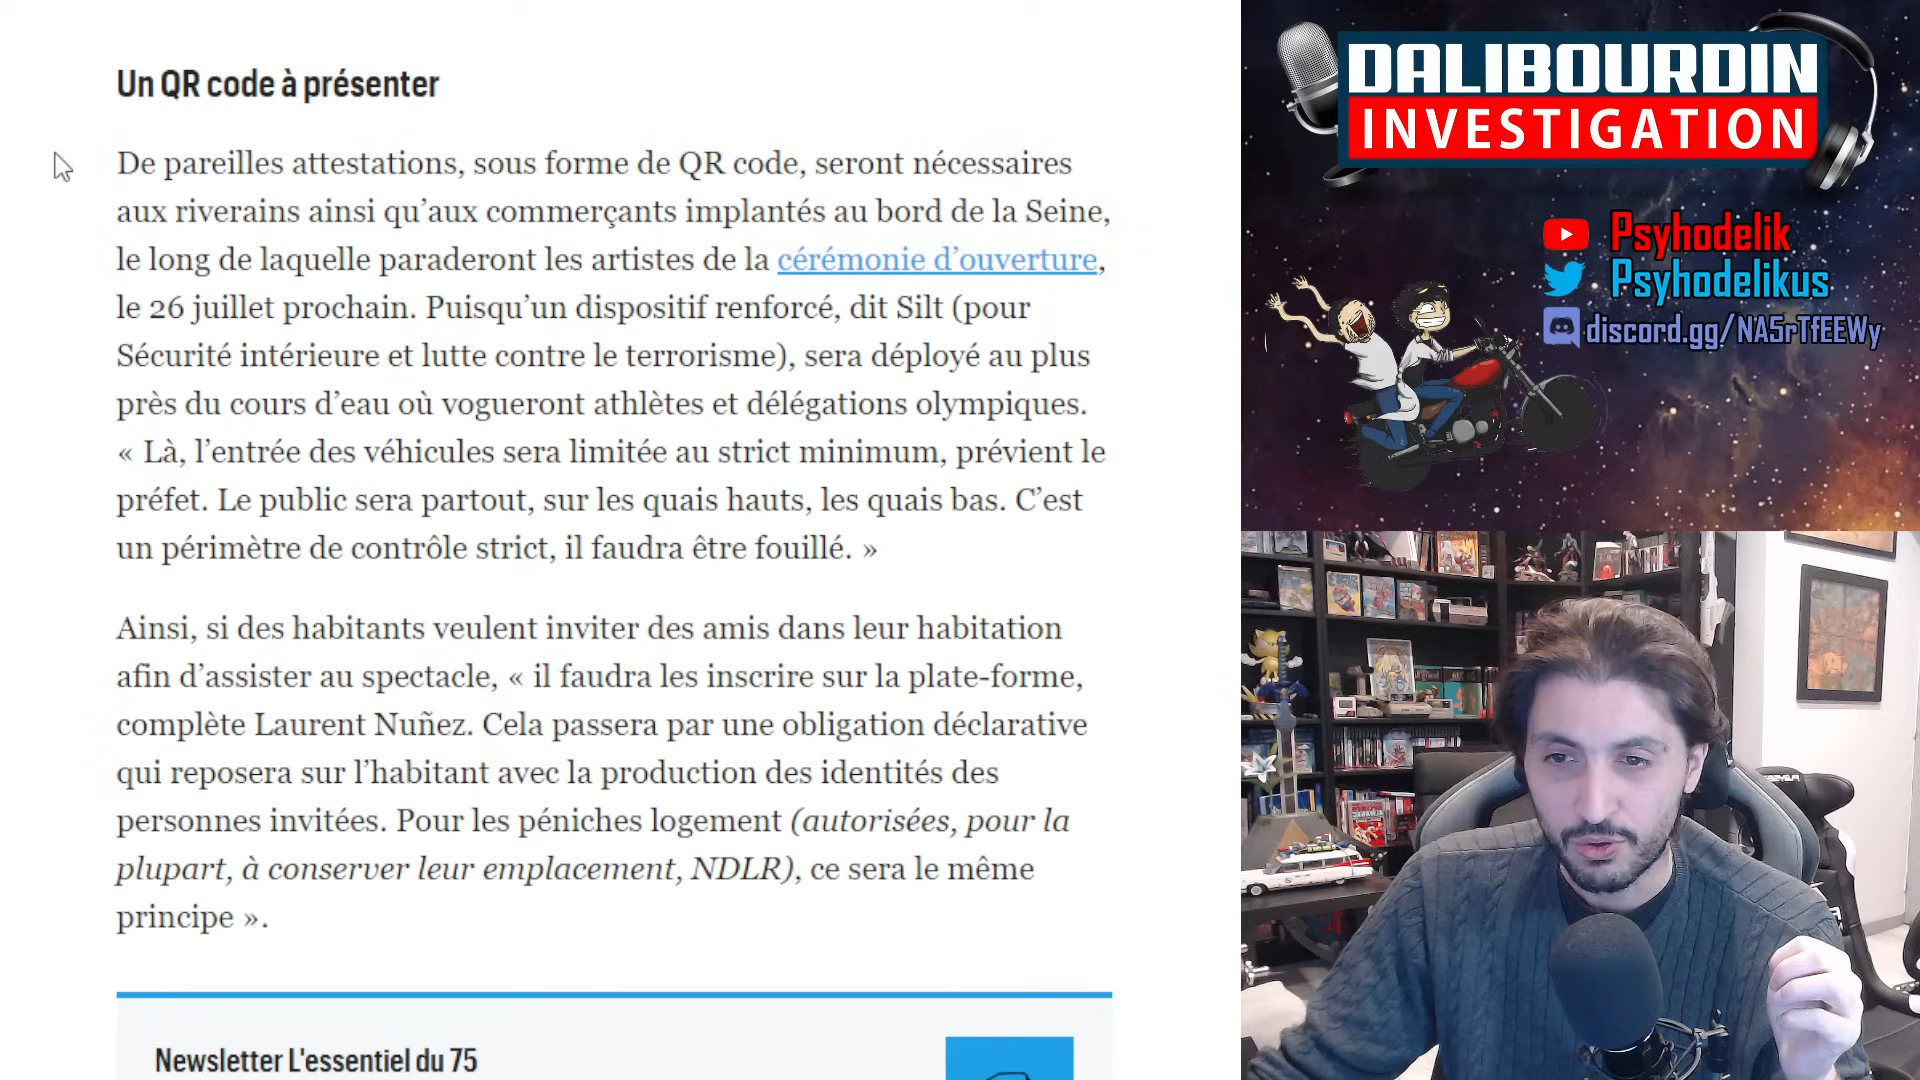 Un QR code à présenter
De pareilles attestations, sous forme de QR code, seront nécessaires
aux riverains ainsi qu’aux commerçants implantés au bord de la Seine,
le long de laquelle paraderont les artistes de la cérémonie d’ouverture,
le 26 juillet prochain. Puisqu’un dispositif renforcé, dit Silt (pour
Sécurité intérieure et lutte contre le terrorisme), sera déployé au plus
près du cours d’eau où vogueront athlètes et délégations olympiques.
« Là, l’entrée des véhicules sera limitée au strict minimum, prévient le
préfet. Le public sera partout, sur les quais hauts, les quais bas. C’est
un périmètre de contrôle strict, il faudra être fouillé. »
Ainsi, si des habitants veulent inviter des amis dans leur habitation
afin d’assister au spectacle, « il faudra les inscrire sur la plate-forme,
complète Laurent Nuñez. Cela passera par une obligation déclarative
qui reposera sur l’habitant avec la production des identités des
personnes invitées. Pour les péniches logement (autorisées, pour la
plupart, à conserver leur emplacement, NDLR), ce sera le même
principe ».
Newsletter L'essentiel du 75
DALIBOURDIN
INVESTIGATION
Psyhodelik
Psyhodelikus
discord.gg/NA5rTfEEWy